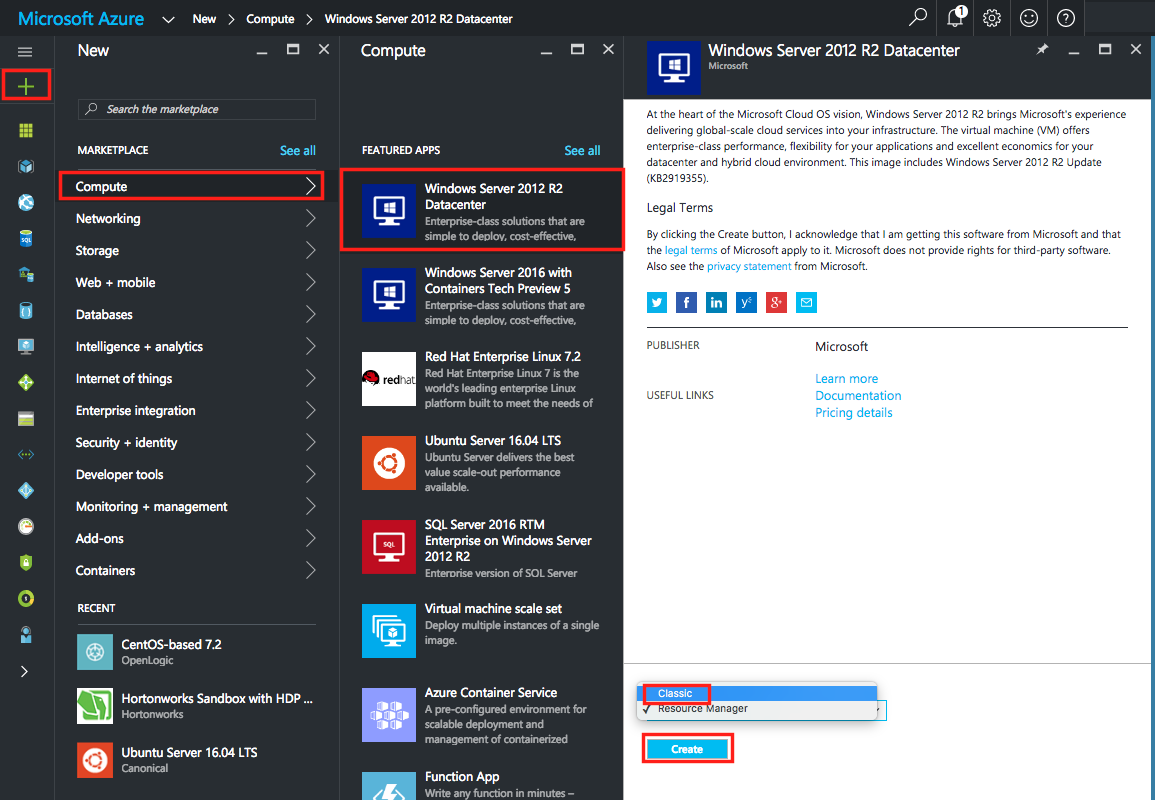 Microsoft Azure
New
Compute
Windows Server 2012 R2 Datacenter
1
New
Search the marketplace
MARKETPLACE
See all
Compute
Networking
Storage
Web + mobile
Databases
Intelligence + analytics
Internet of things
Enterprise integration
Security + identity
Developer tools
Monitoring + management
Add-ons
Containers
RECENT
CentOS-based 7.2
OpenLogic
Hortonworks Sandbox with HDP ...
Hortonworks
Ubuntu Server 16.04 LTS
Canonical
SQL
Compute
FEATURED APPS
See all
Windows Server 2012 R2
Datacenter
Enterprise-class solutions that are
simple to deploy, cost-effective,
Windows Server 2016 with
Containers Tech Preview 5
Enterprise-class solutions that are
simple to deploy, cost-effective,
redhat
Red Hat Enterprise Linux 7.2
Red Hat Enterprise Linux 7 is the
world's leading enterprise Linux
platform built to meet the needs of
Ubuntu Server 16.04 LTS
Ubuntu Server delivers the best
value scale-out performance
available.
SQL
SQL Server 2016 RTM
Enterprise on Windows Server
2012 R2
Enterprise version of SQL Server
Virtual machine scale set
Deploy multiple instances of a single
image.
Azure Container Service
A pre-configured environment for
scalable deployment and
management of containerized
Function App
Write any function in minutes –
Windows Server 2012 R2 Datacenter
Microsoft
At the heart of the Microsoft Cloud OS vision, Windows Server 2012 R2 brings Microsoft's experience
delivering global-scale cloud services into your infrastructure. The virtual machine (VM) offers
enterprise-class performance, flexibility for your applications and excellent economics for your
datacenter and hybrid cloud environment. This image includes Windows Server 2012 R2 Update
(KB2919355).
Legal Terms
By clicking the Create button, I acknowledge that I am getting this software from Microsoft and that
the legal terms of Microsoft apply to it. Microsoft does not provide rights for third-party software.
Also see the privacy statement from Microsoft.
PUBLISHER
Microsoft
USEFUL LINKS
Learn more
Documentation
Pricing details
Classic
✓ Resource Manager
Create